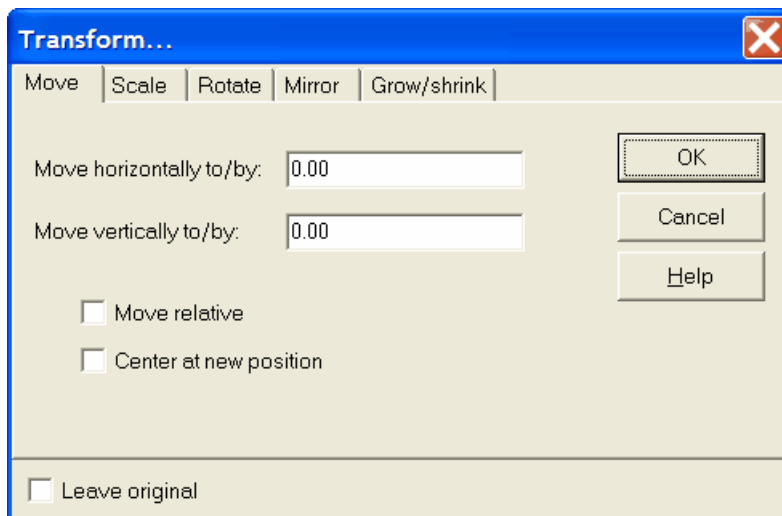 Transform...
Move Scale Rotate Mirror Grow/shrink
Move horizontally to/by: 0.00 OK
Move vertically to/by: 0.00 Cancel
Help
Move relative
Center at new position
Leave original